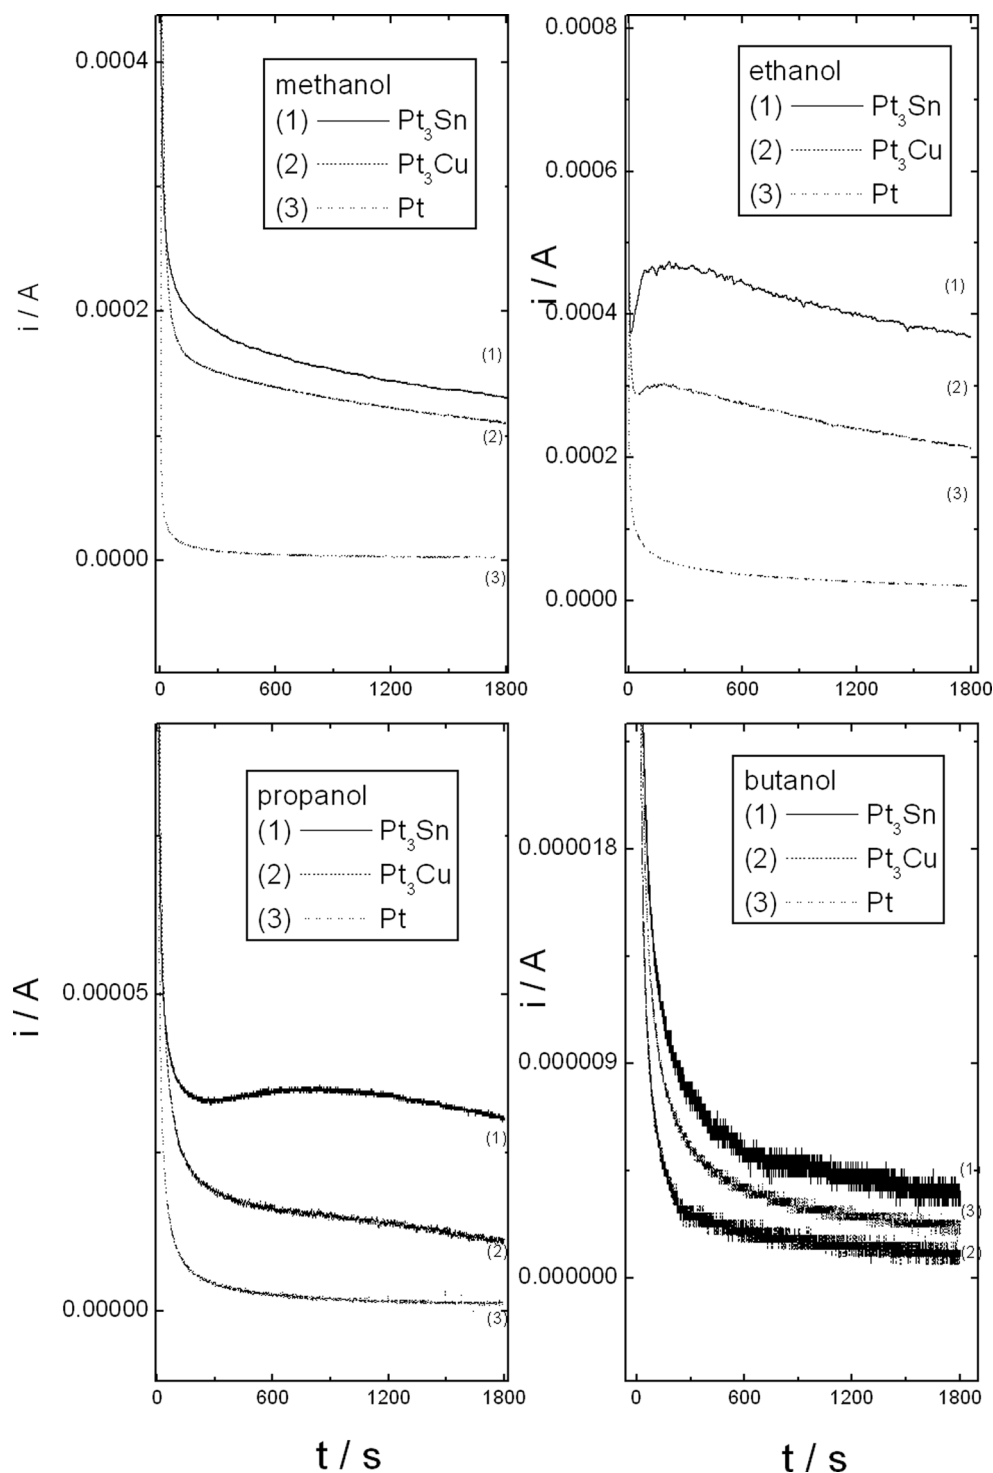 methanol
(1) Pt3Sn
(2) Pt3Cu
(3) Pt
0.0004
0.0002
0.0000
i / A
(1)
(2)
(3)
0 600 1200 1800
ethanol
(1) Pt3Sn
(2) Pt3Cu
(3) Pt
0.0008
0.0006
0.0004
0.0002
0.0000
i / A
(1)
(2)
(3)
0 600 1200 1800
propanol
(1) Pt3Sn
(2) Pt3Cu
(3) Pt
0.00005
0.00000
i / A
(1)
(2)
(3)
0 600 1200 1800
t / s
butanol
(1) Pt3Sn
(2) Pt3Cu
(3) Pt
0.000018
0.000009
0.000000
i / A
(1)
(3)
(2)
0 600 1200 1800
t / s